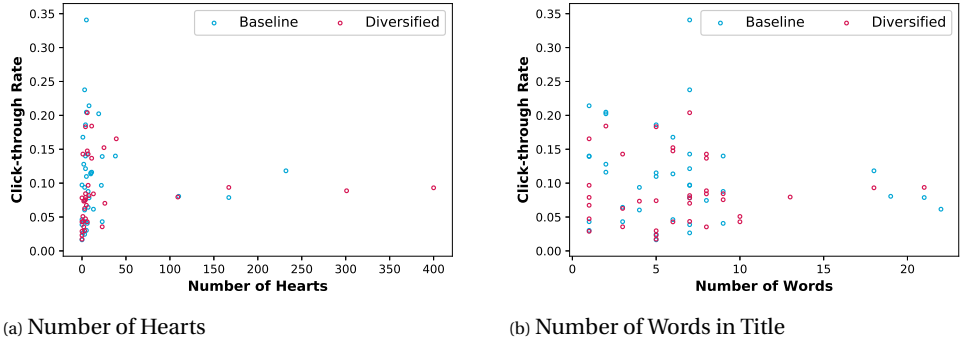 Baseline Diversified
0.35
0.30
0.25
0.20
0.15
0.10
0.05
0.00
Click-through Rate
0 50 100 150 200 250 300 350 400
Number of Hearts
(a) Number of Hearts
Baseline Diversified
0.35
0.30
0.25
0.20
0.15
0.10
0.05
0.00
Click-through Rate
0 5 10 15 20
Number of Words
(b) Number of Words in Title